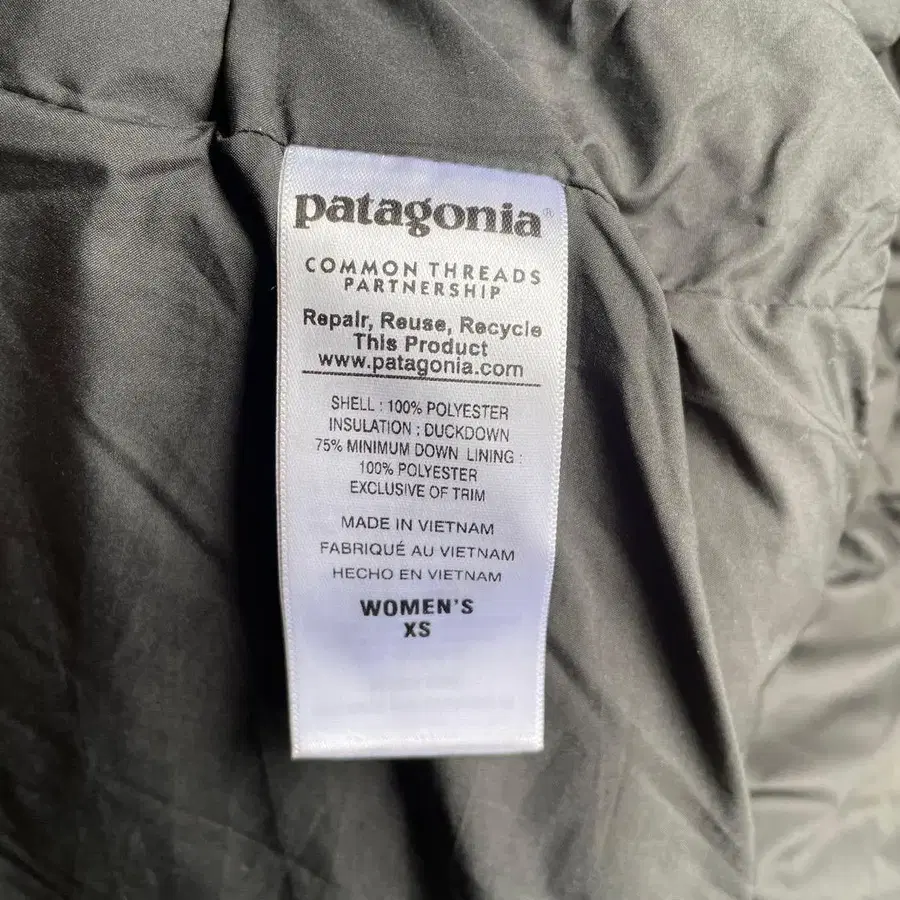 patagonia®
COMMON THREADS
PARTNERSHIP
Repair, Reuse, Recycle
This Product
www.patagonia.com
SHELL : 100% POLYESTER
INSULATION : DUCKDOWN
75% MINIMUM DOWN LINING :
100% POLYESTER
EXCLUSIVE OF TRIM
MADE IN VIETNAM
FABRIQUÉ AU VIETNAM
HECHO EN VIETNAM
WOMEN'S
XS